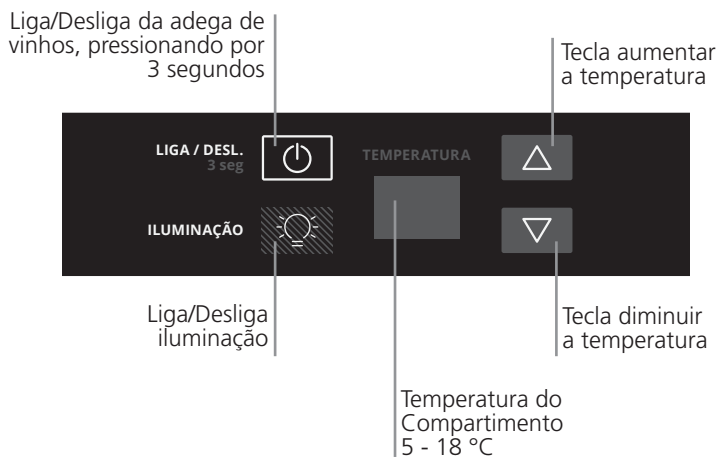 Liga/Desliga da adega de
vinhos, pressionando por
3 segundos
Tecla aumentar
a temperatura
LIGA / DESL.
3 seg
TEMPERATURA
ILUMINAÇÃO
Liga/Desliga
iluminação
Tecla diminuir
a temperatura
Temperatura do
Compartimento
5 - 18 °C